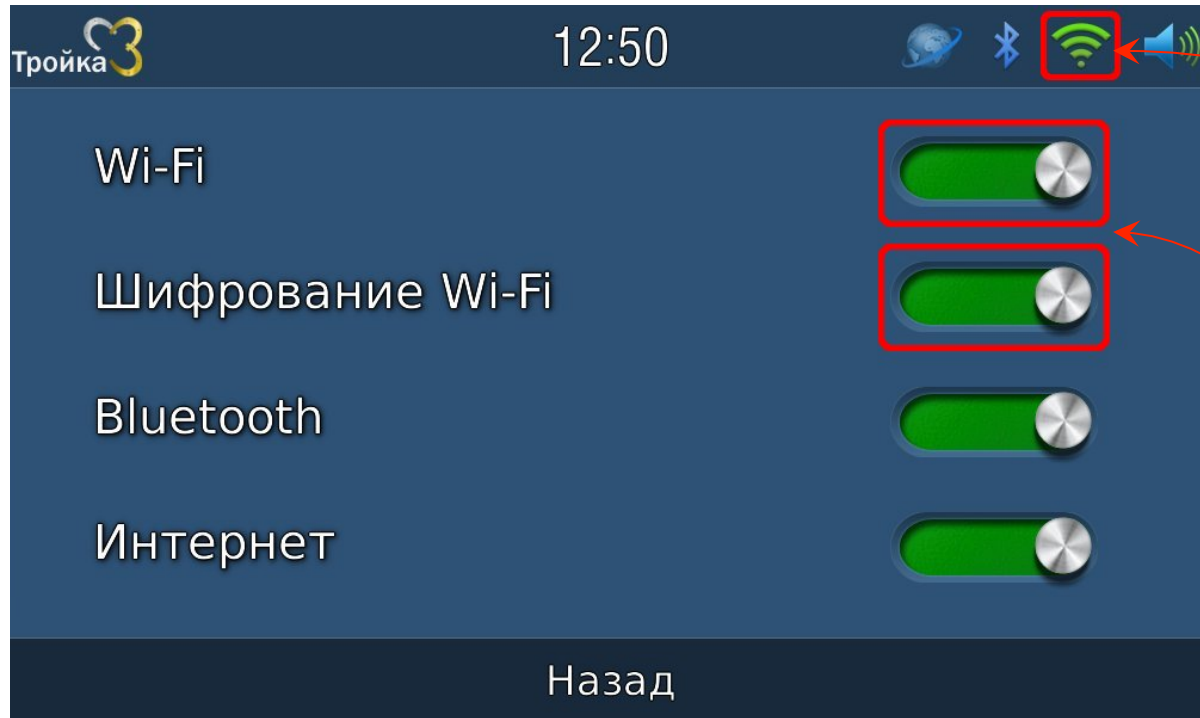 Тройка
12:50
Wi-Fi
Шифрование Wi-Fi
Bluetooth
Интернет
Назад